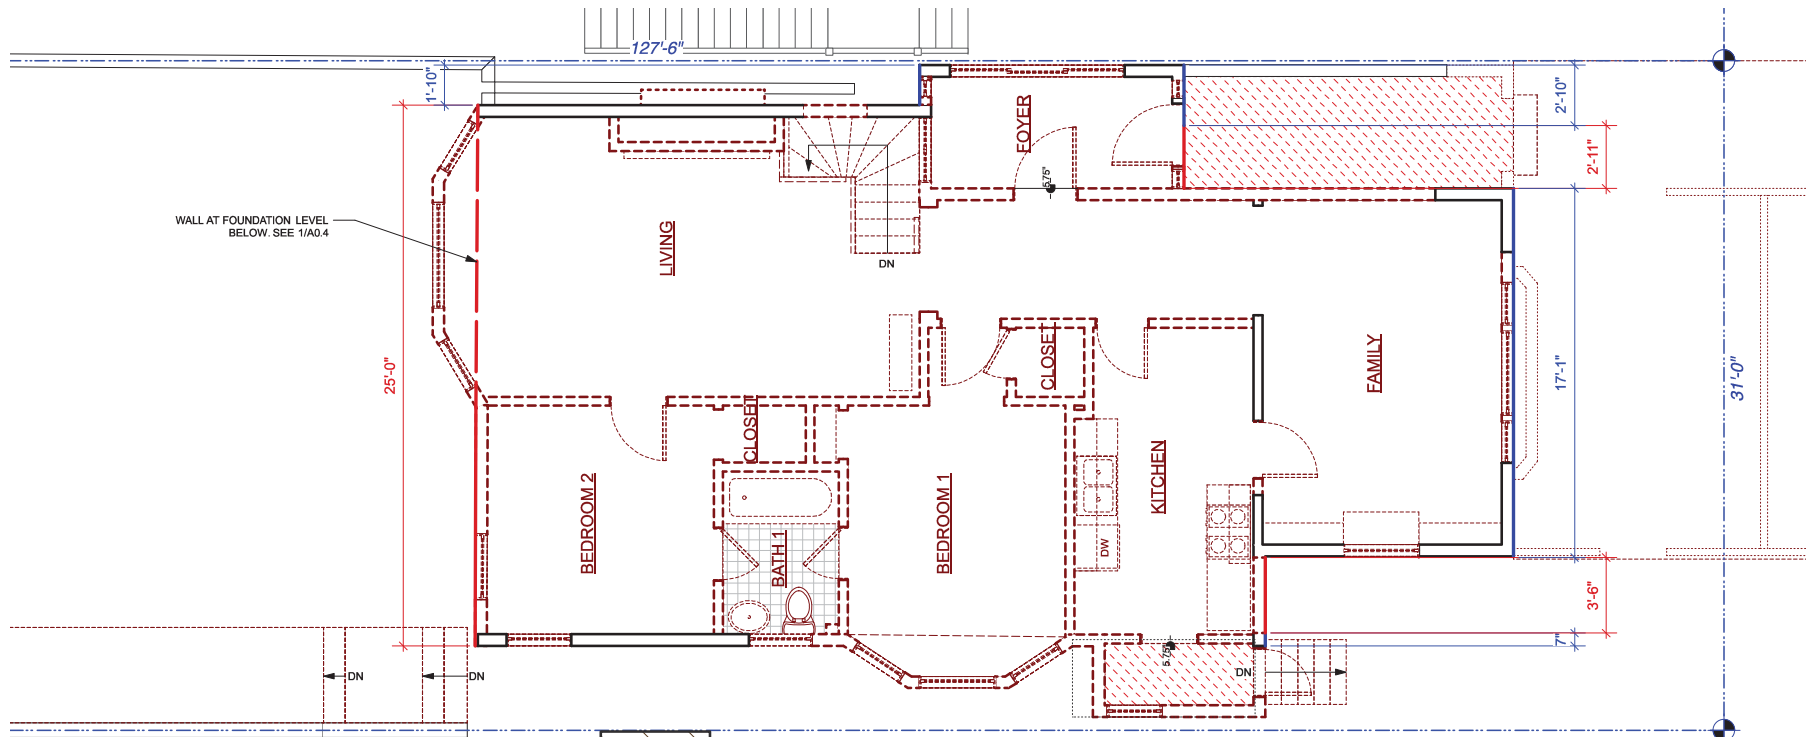 127'-6"
1'-10"
2'-10"
FOYER
2'-11"
5.75"
WALL AT FOUNDATION LEVEL
BELOW. SEE 1/A0.4
LIVING
DN
25'-0"
CLOSET
FAMILY
17'-1"
31'-0"
CLOSET
KITCHEN
BEDROOM 2
BATH 1
BEDROOM 1
DW
3'-6"
7"
5.75"
DN
DN
DN